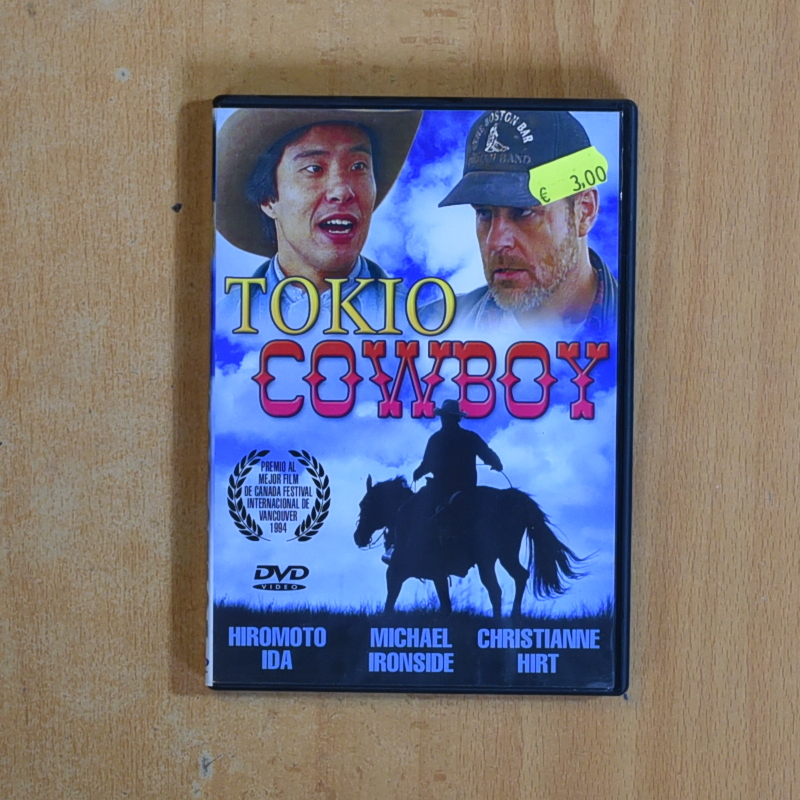 THE BOSTON BAR
BAND
€ 3,00
TOKIO
COWBOY
PREMIO AL
MEJOR FILM
DE CANADA FESTIVAL
INTERNACIONAL DE
VANCOUVER
1994
DVD
VIDEO
HIROMOTO
IDA
MICHAEL
IRONSIDE
CHRISTIANNE
HIRT